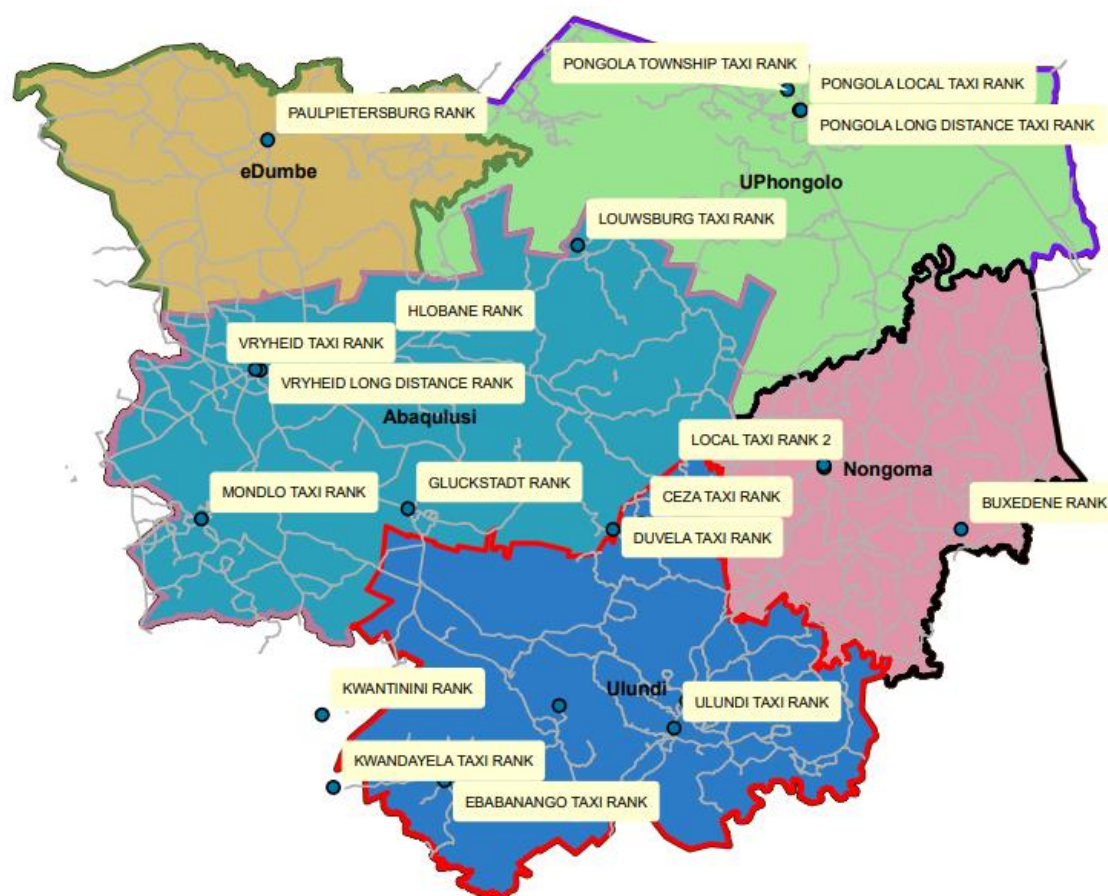 PONGOLA TOWNSHIP TAXI RANK
PONGOLA LOCAL TAXI RANK
PONGOLA LONG DISTANCE TAXI RANK
PAULPIETERSBURG RANK
eDumbe
UPhongolo
LOUWSBURG TAXI RANK
HLOBANE RANK
VRYHEID TAXI RANK
VRYHEID LONG DISTANCE RANK
Abaqulusi
LOCAL TAXI RANK 2
Nongoma
MONDLO TAXI RANK
GLUCKSTADT RANK
CEZA TAXI RANK
BUXEDENE RANK
DUVELA TAXI RANK
KWANTININI RANK
Ulundi
ULUNDI TAXI RANK
KWANDAYELA TAXI RANK
EBABANANGO TAXI RANK